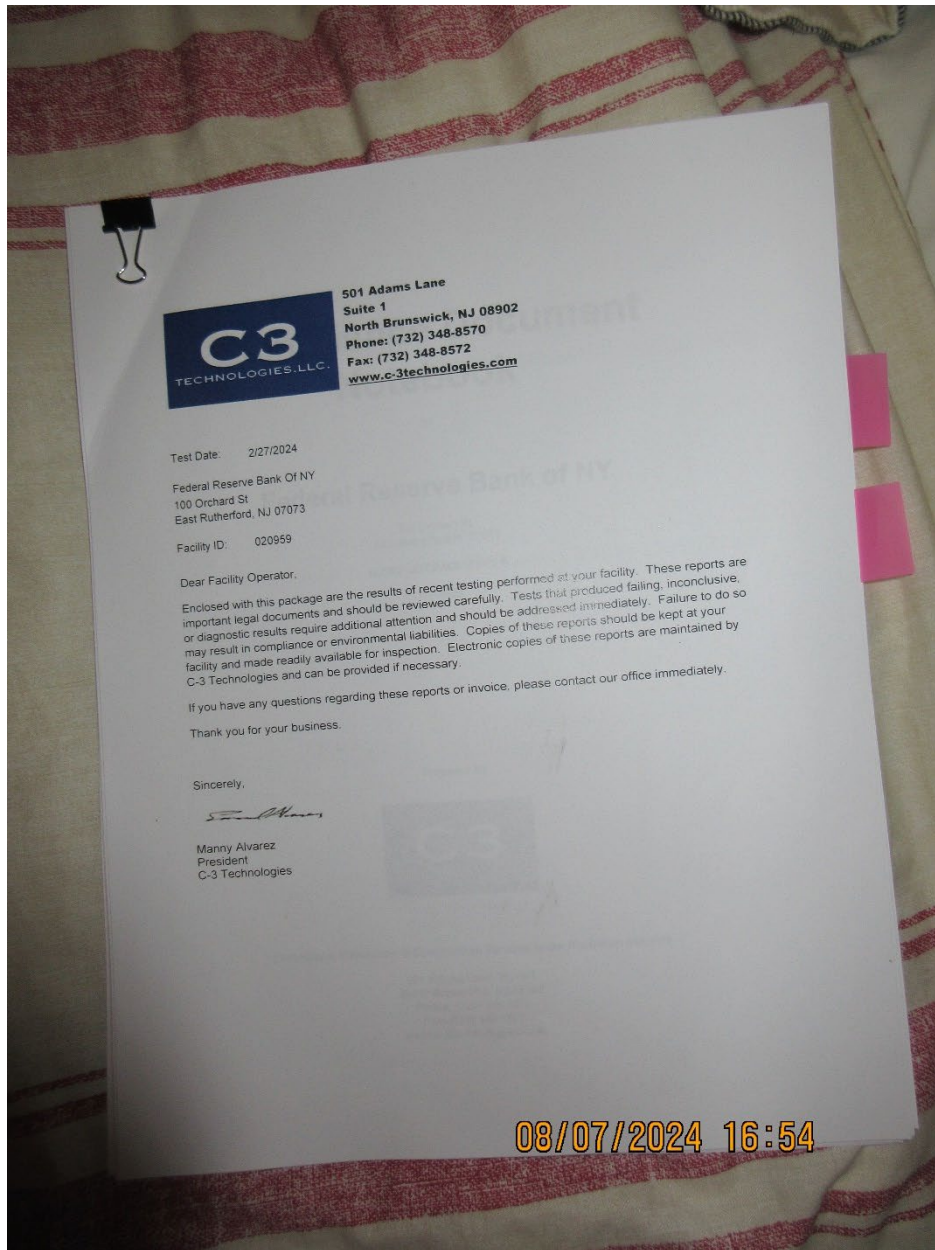 501 Adams Lane
Suite 1
North Brunswick, NJ 08902
Phone: (732) 348-8570
Fax: (732) 348-8572
www.c-3technologies.com
C3
TECHNOLOGIES.LLC.
Test Date: 2/27/2024
Federal Reserve Bank Of NY
100 Orchard St
East Rutherford, NJ 07073
Facility ID: 020959
Dear Facility Operator,
Enclosed with this package are the results of recent testing performed at your facility. These reports are
important legal documents and should be reviewed carefully. Tests that produced failing, inconclusive,
or diagnostic results require additional attention and should be addressed immediately. Failure to do so
may result in compliance or environmental liabilities. Copies of these reports should be kept at your
facility and made readily available for inspection. Electronic copies of these reports are maintained by
C-3 Technologies and can be provided if necessary.
If you have any questions regarding these reports or invoice, please contact our office immediately.
Thank you for your business.
Sincerely,
Manny Alvarez
President
C-3 Technologies
Federal Reserve Bank of NY
C3
08/07/2024 16:54